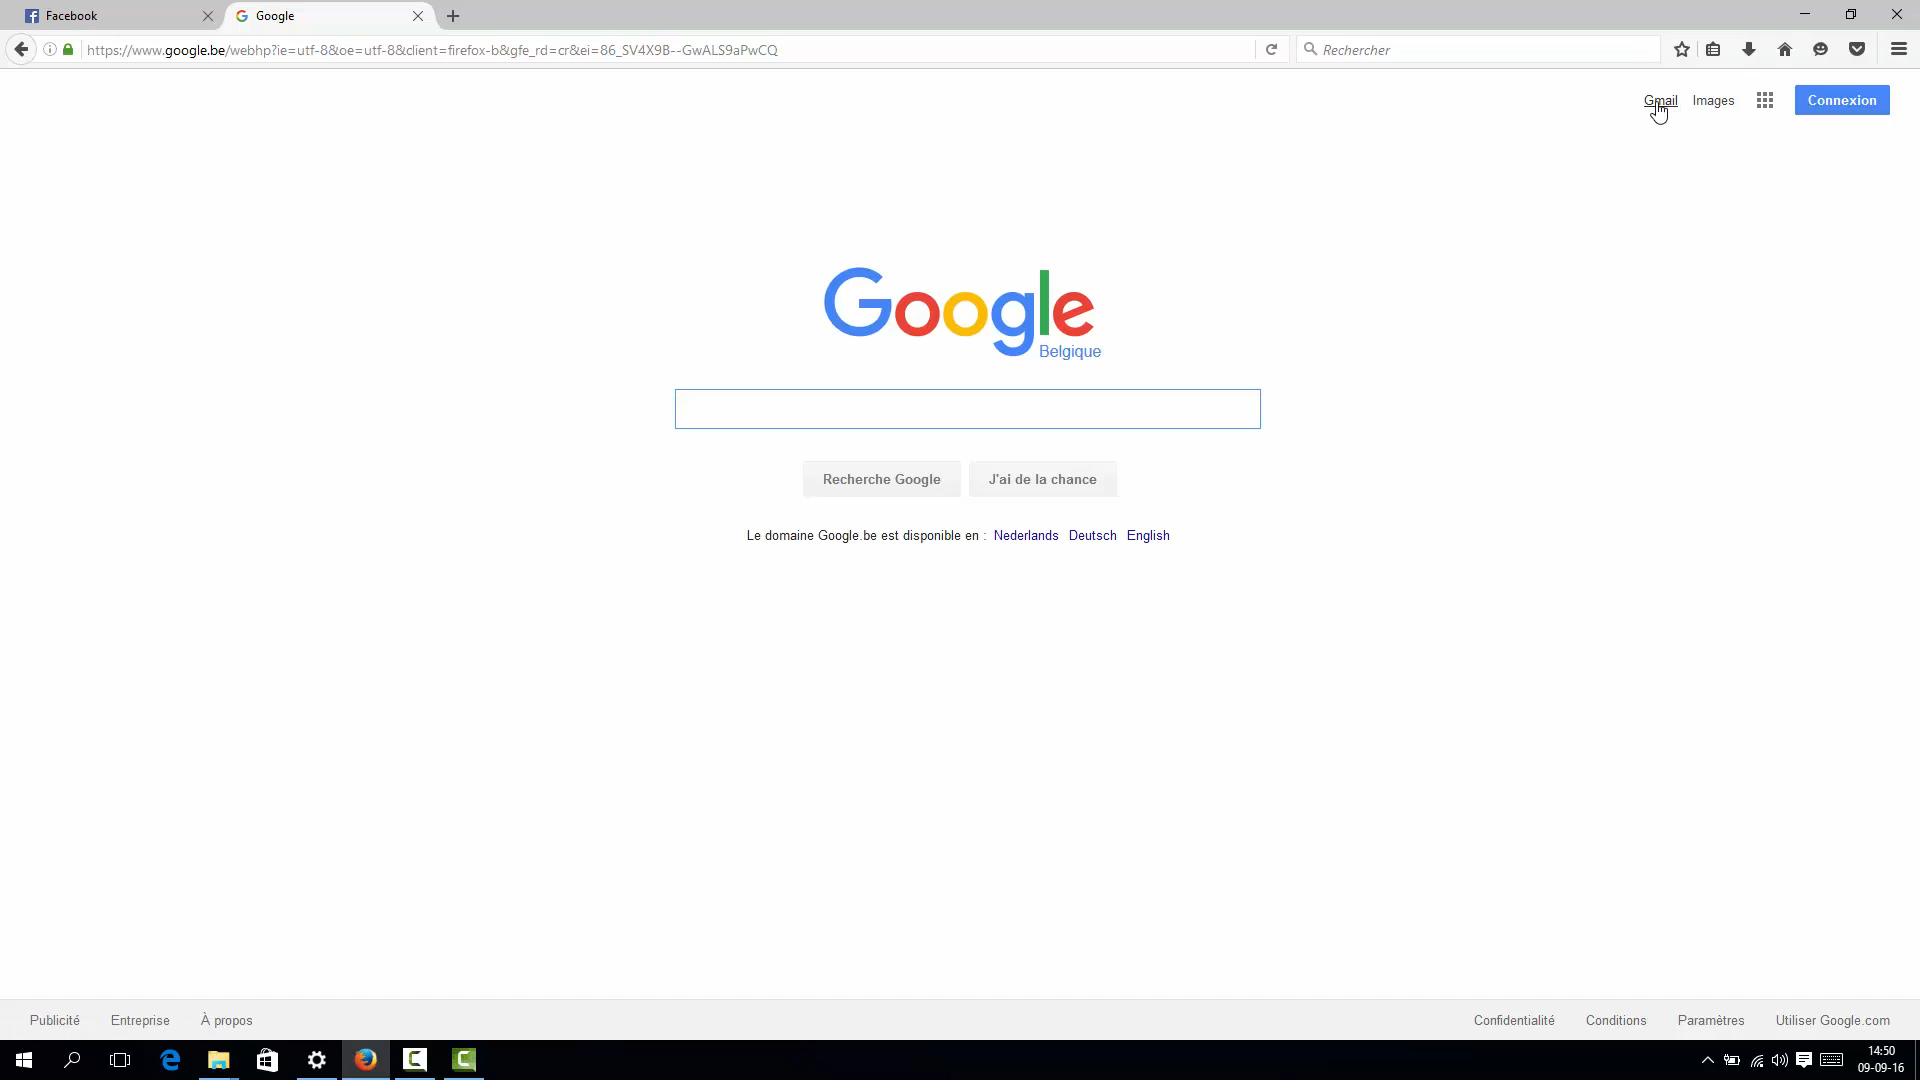 Facebook
Google
https://www.google.be/webhp?ie=utf-8&oe=utf-8&client=firefox-b&gfe_rd=cr&ei=86_SV4X9B--GwALS9aPwCQ
Rechercher
Gmail Images Connexion
Google
Belgique
Recherche Google J'ai de la chance
Le domaine Google.be est disponible en : Nederlands Deutsch English
Publicité Entreprise À propos Confidentialité Conditions Paramètres Utiliser Google.com
14:50
09-09-16